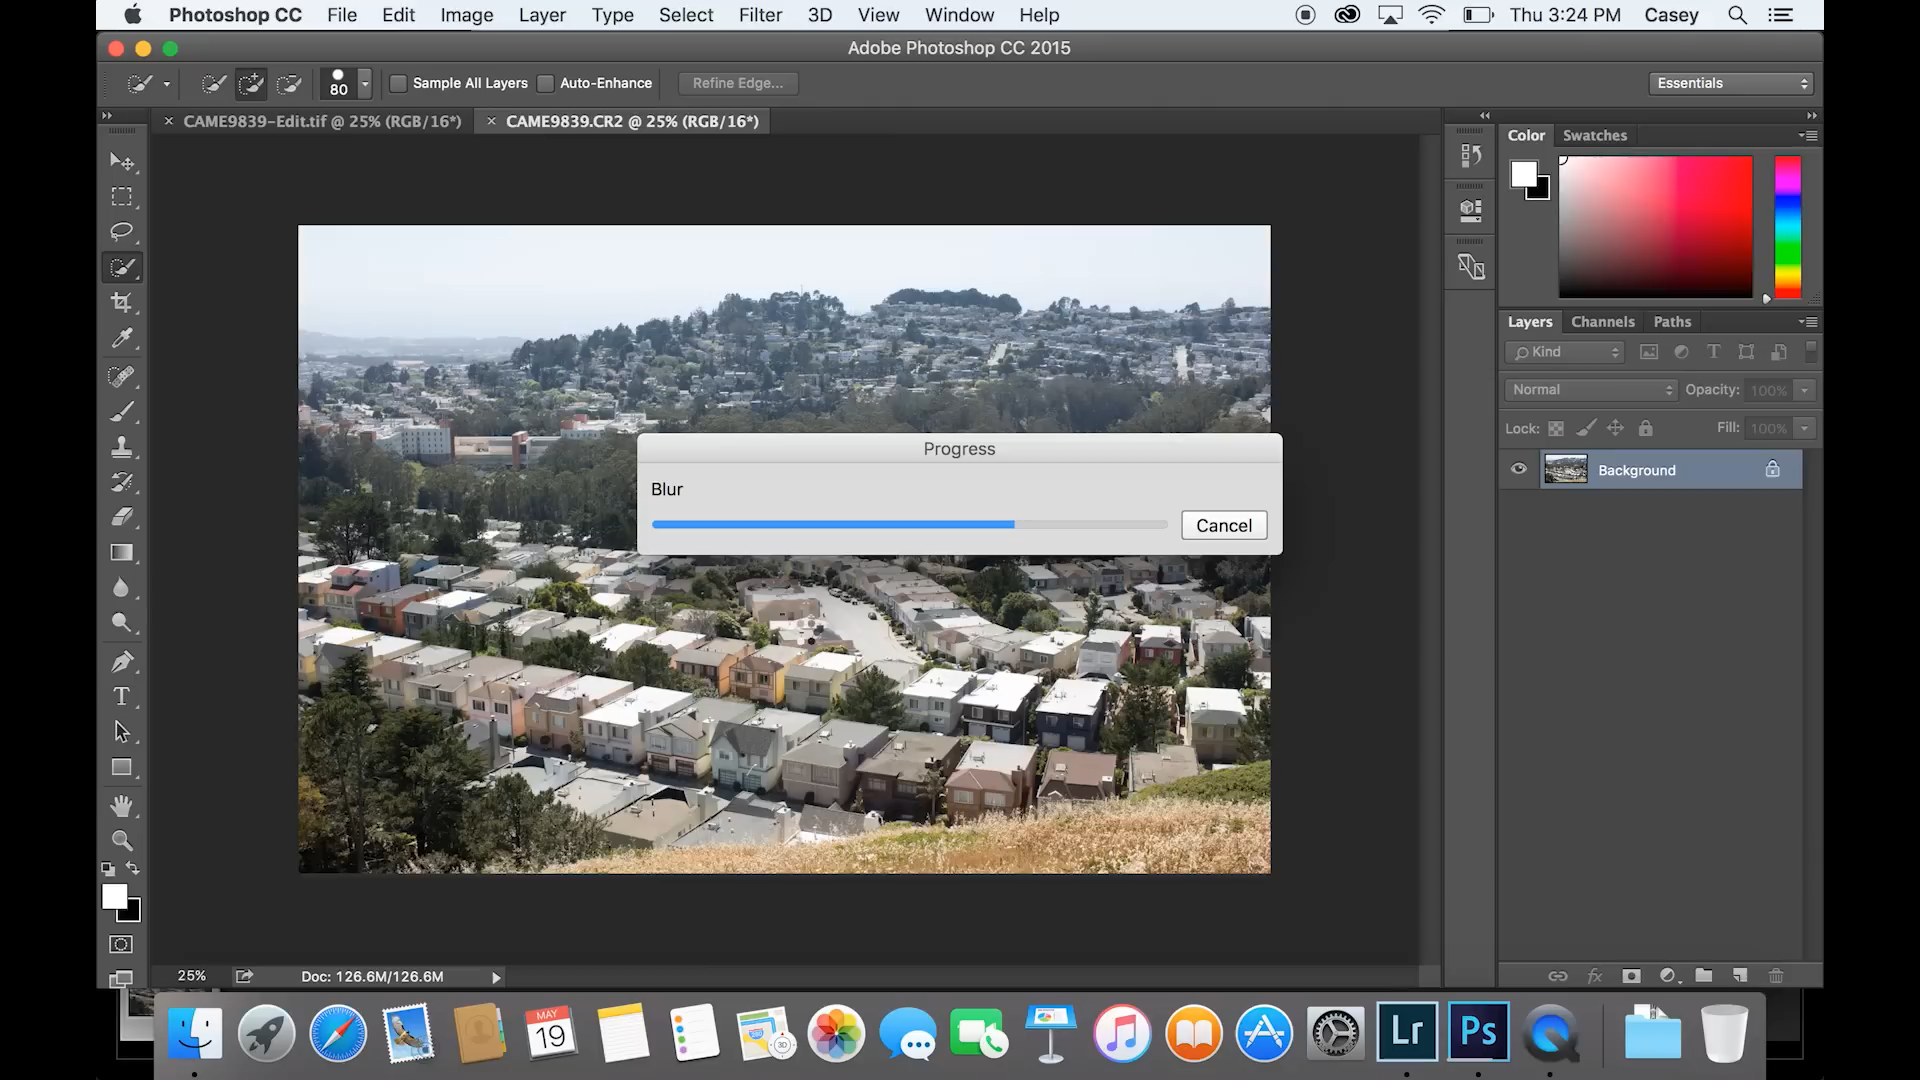 Photoshop CC File Edit Image Layer Type Select Filter 3D View Window Help Thu 3:24 PM Casey
Adobe Photoshop CC 2015
80 Sample All Layers Auto-Enhance Refine Edge... Essentials
CAME9839-Edit.tif @ 25% (RGB/16*) CAME9839.CR2 @ 25% (RGB/16*)
Color Swatches
Layers Channels Paths
Kind
Normal Opacity: 100%
Lock: Fill: 100%
Background
Progress
Blur
Cancel
25% Doc: 126.6M/126.6M
fx
MAY
19
3D
Lr
Ps